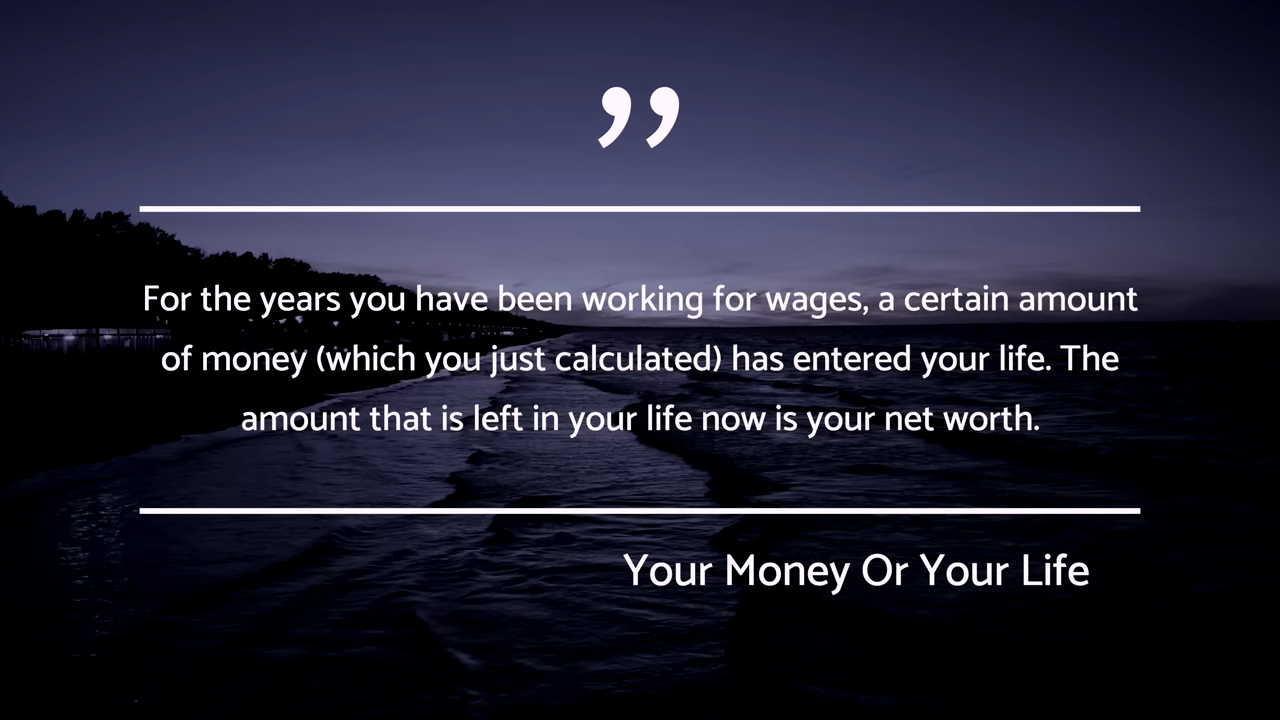 ”
For the years you have been working for wages, a certain amount
of money (which you just calculated) has entered your life. The
amount that is left in your life now is your net worth.
Your Money Or Your Life